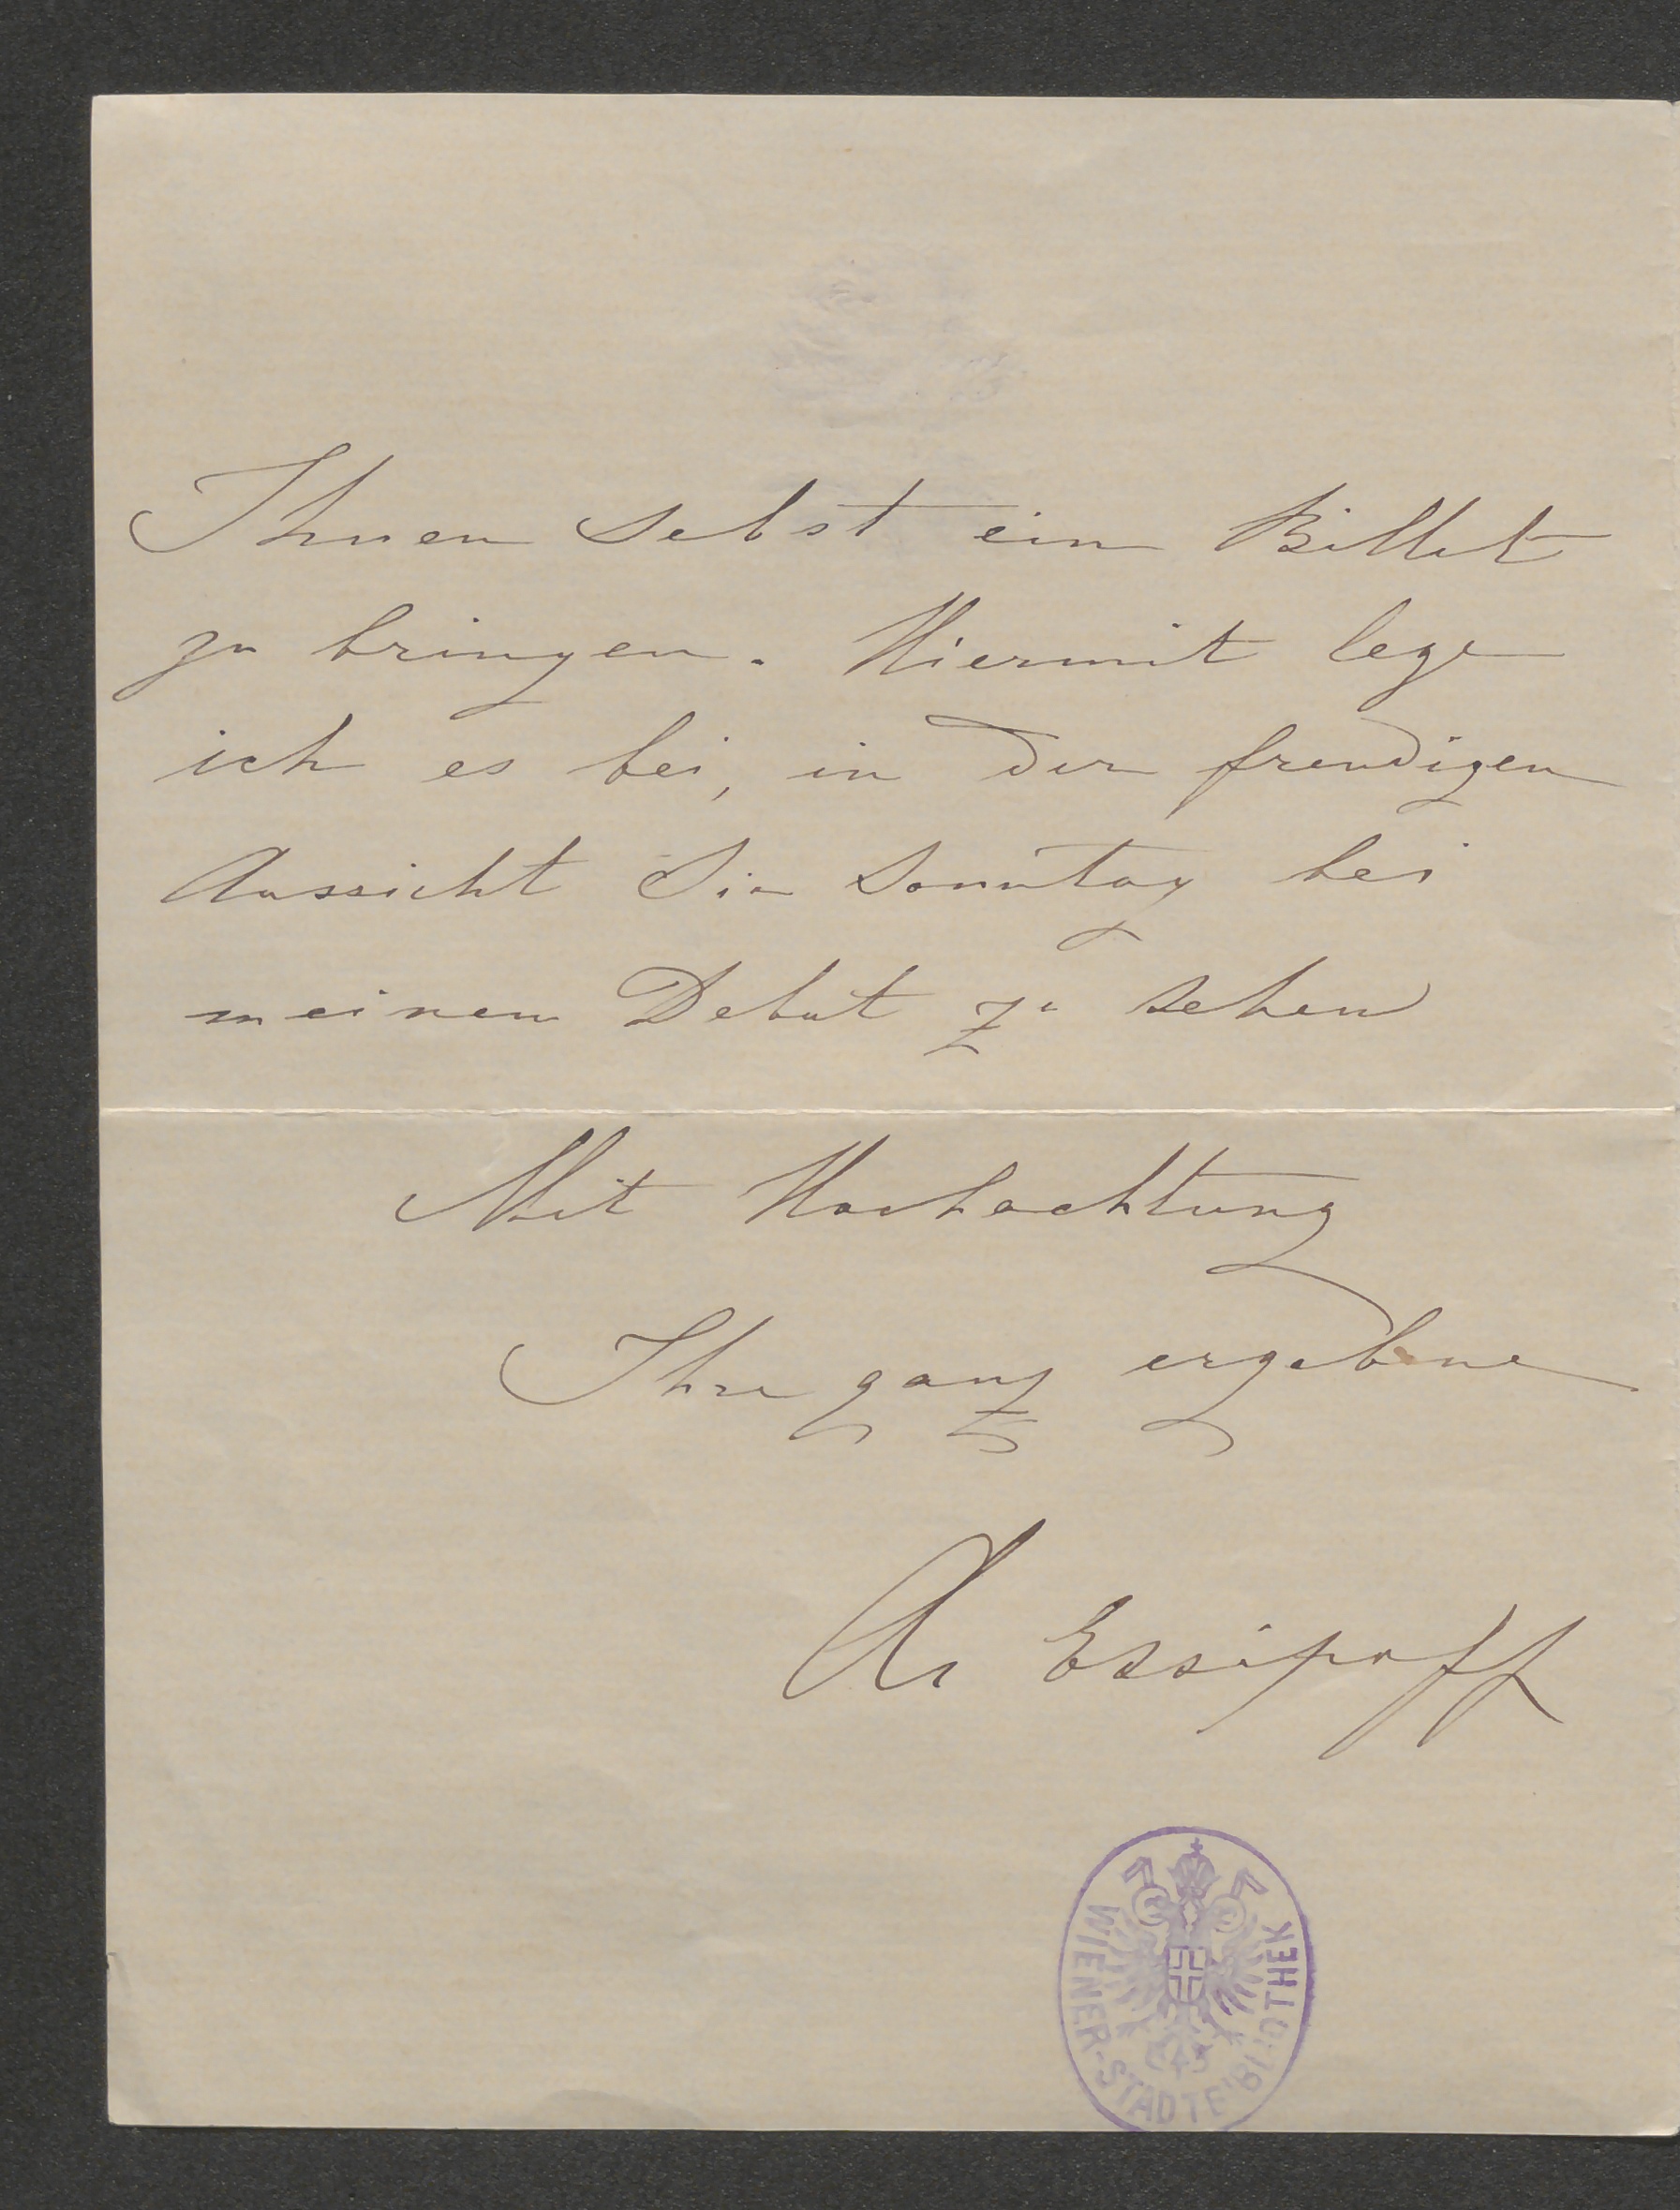 Ihnen selbst ein Billet
zu bringen. Hiermit lege
ich es bei, in der freudigen
Aussicht Sie Sonntag bei
meinem Debut zu sehen
Mit Hochachtung
Ihre ganz ergebene
A Essipoff
WIENER-STÄDTE BIBLIOTHEK